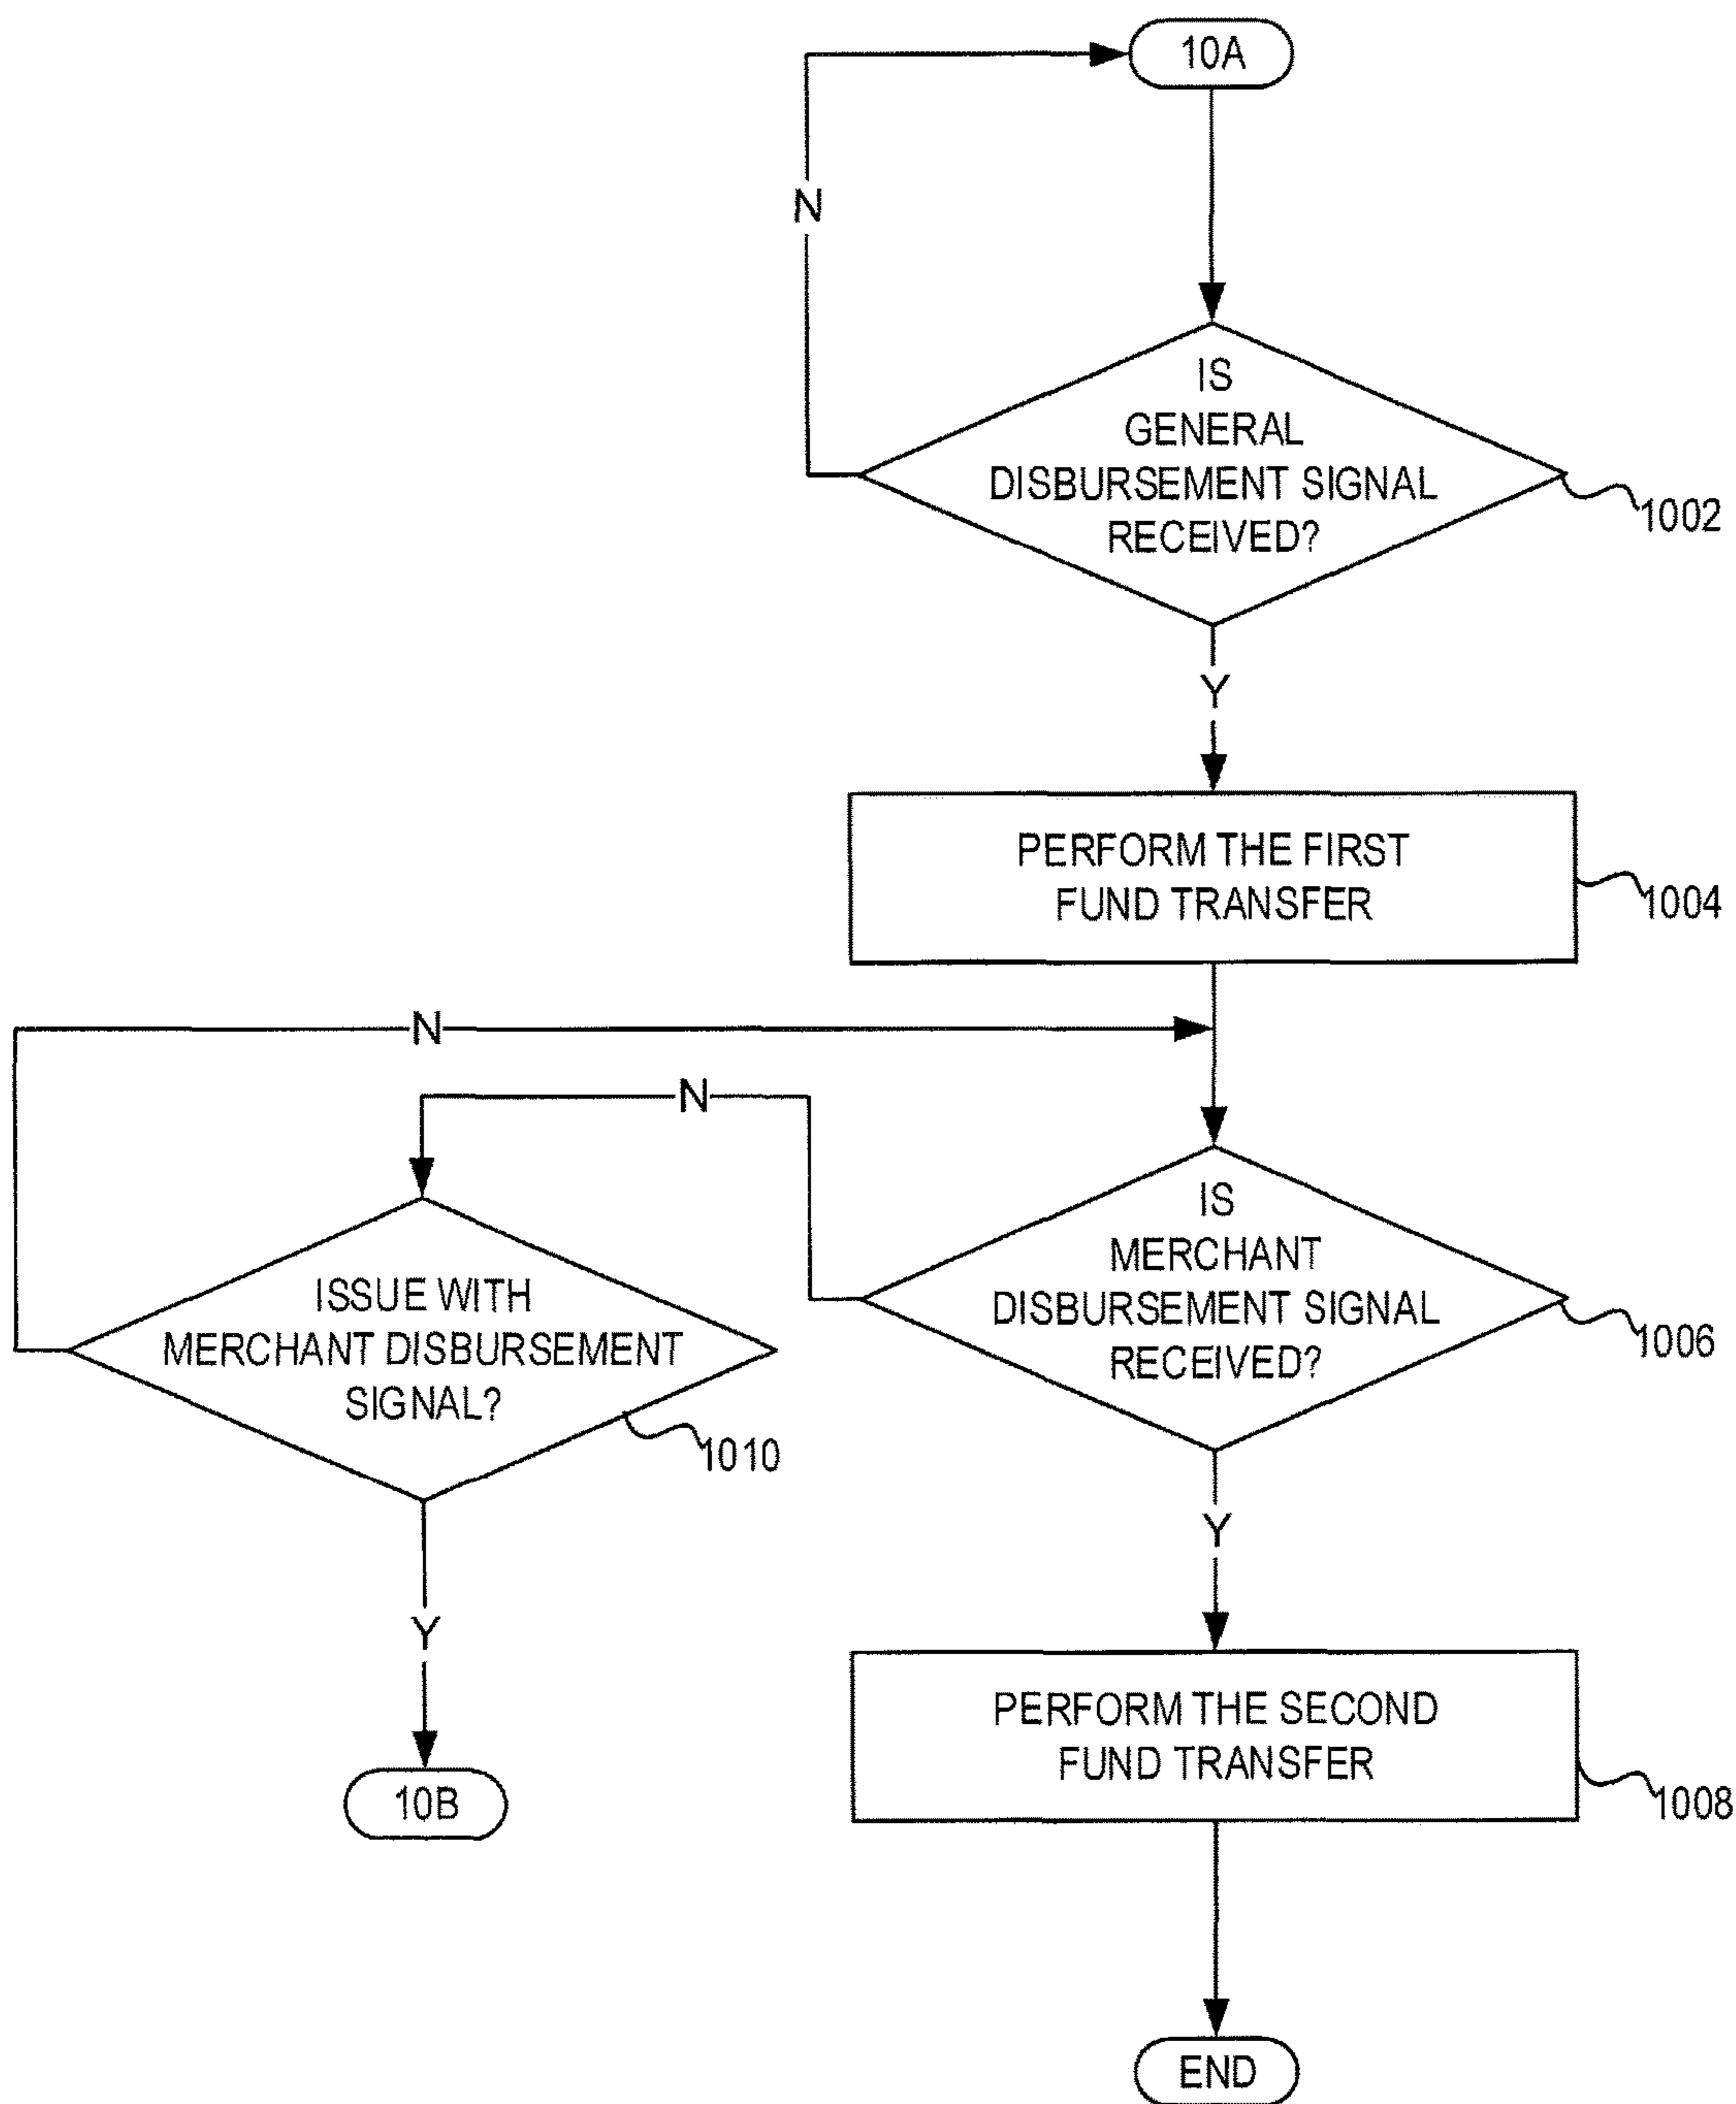 10A
N
IS
GENERAL
DISBURSEMENT SIGNAL
RECEIVED?
1002
Y
PERFORM THE FIRST
FUND TRANSFER
1004
N
N
IS
MERCHANT
DISBURSEMENT SIGNAL
RECEIVED?
1006
ISSUE WITH
MERCHANT DISBURSEMENT
SIGNAL?
1010
Y
Y
PERFORM THE SECOND
FUND TRANSFER
1008
10B
END